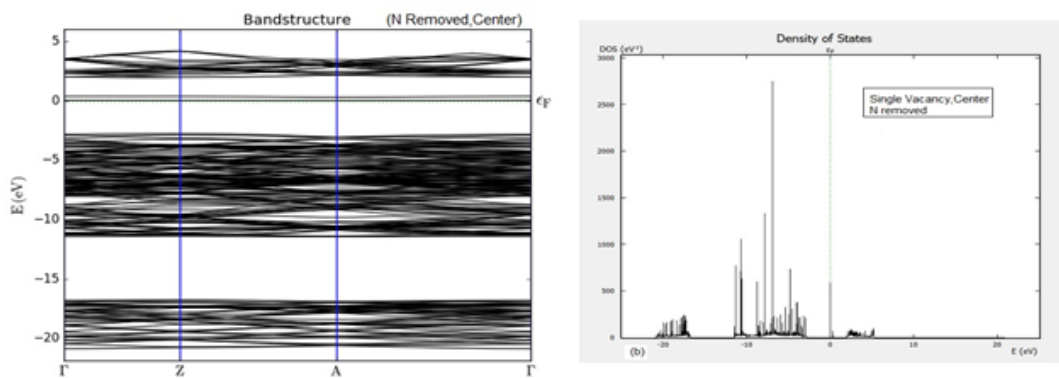 Bandstructure (N Removed,Center)
5
0
−5
−10
−15
−20
E (eV)
ϵF
Γ
Z
A
Γ
Density of States
DOS (eV⁻¹)
εF
3000
2500
2000
1500
1000
500
0
Single Vacancy,Center
N removed
-20
-10
0
10
20
E (eV)
(b)